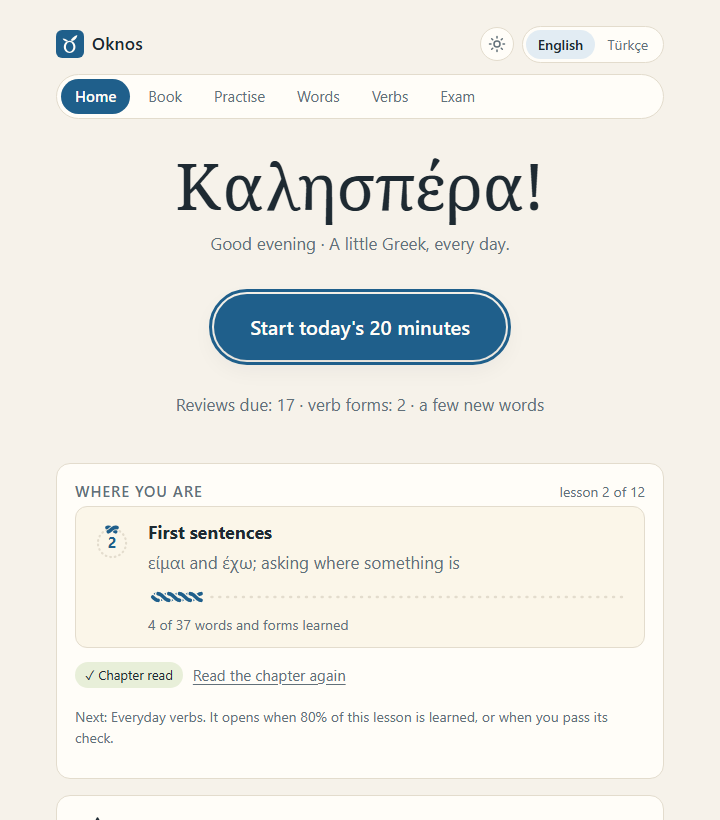 Oknos
English Türkçe
Home Book Practise Words Verbs Exam
Καλησπέρα!
Good evening · A little Greek, every day.
Start today's 20 minutes
Reviews due: 17 · verb forms: 2 · a few new words
WHERE YOU ARE lesson 2 of 12
2
First sentences
είμαι and έχω; asking where something is
4 of 37 words and forms learned
✓ Chapter read Read the chapter again
Next: Everyday verbs. It opens when 80% of this lesson is learned, or when you pass its
check.